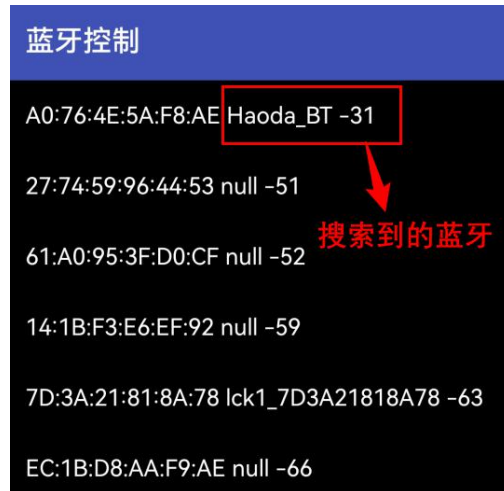 蓝牙控制
A0:76:4E:5A:F8:AE Haoda_BT -31
27:74:59:96:44:53 null -51
搜索到的蓝牙
61:A0:95:3F:D0:CF null -52
14:1B:F3:E6:EF:92 null -59
7D:3A:21:81:8A:78 lck1_7D3A21818A78 -63
EC:1B:D8:AA:F9:AE null -66